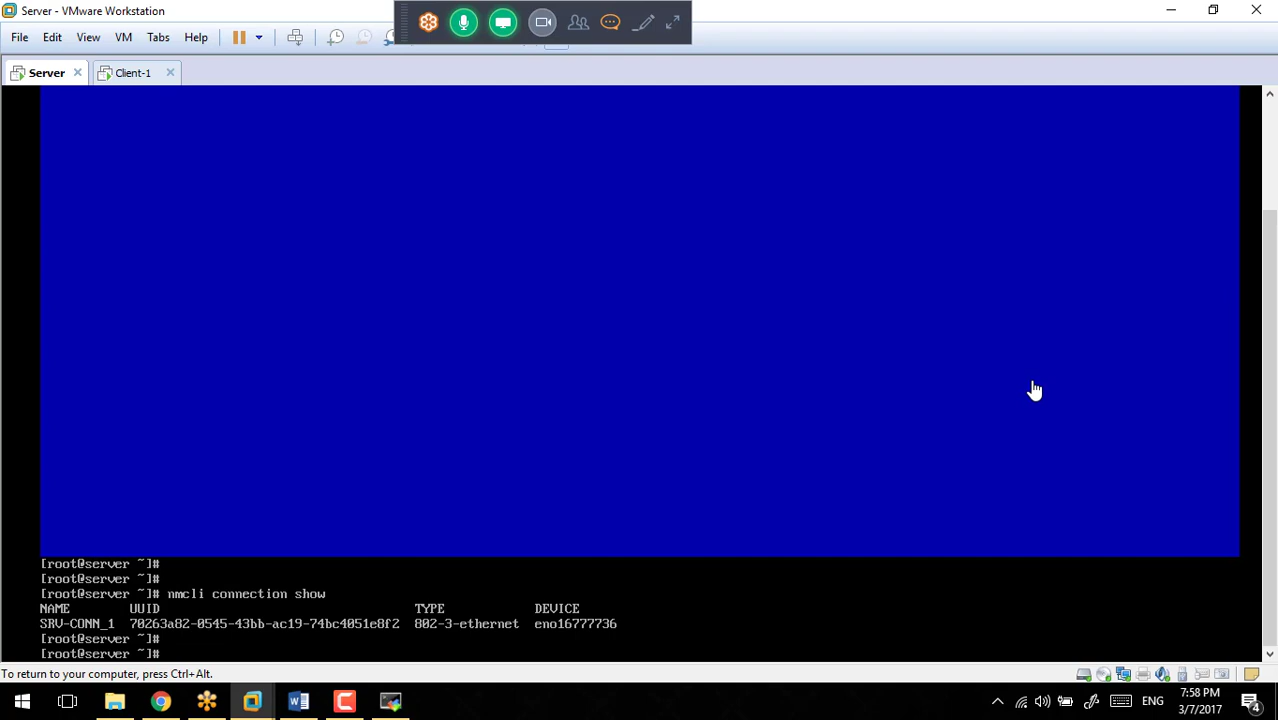 Server - VMware Workstation
File Edit View VM Tabs Help
Server Client-1
[root@server ~]#
[root@server ~]#
[root@server ~]# nmcli connection show
NAME UUID TYPE DEVICE
SRV-CONN_1 70263a82-0545-43bb-ac19-74bc4051e8f2 802-3-ethernet eno16777736
[root@server ~]#
[root@server ~]#
To return to your computer, press Ctrl+Alt.
ENG
7:58 PM
3/7/2017
4